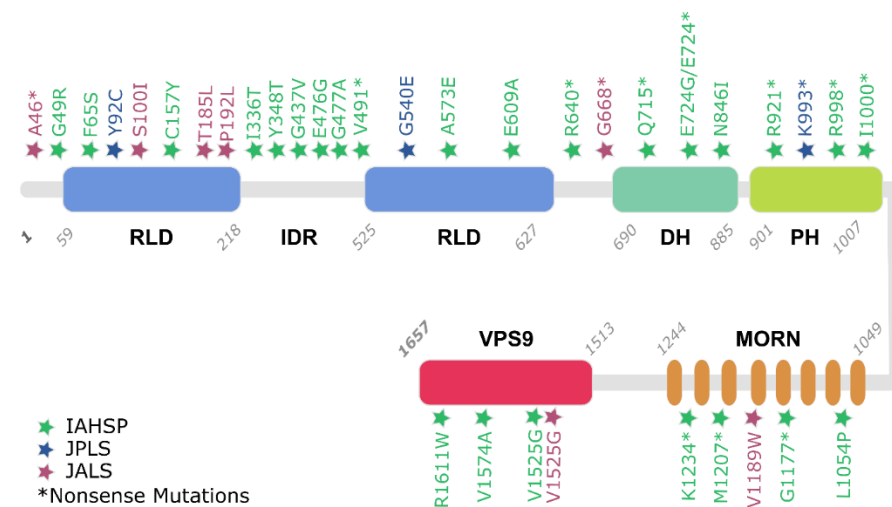 A46*
G49R
F65S
Y92C
S100I
C157Y
T185L
P192L
I336T
Y348T
G437V
E476G
G477A
V491*
G540E
A573E
E609A
R640*
G668*
Q715*
E724G/E724*
N846I
R921*
K993*
R998*
I1000*
1 59 RLD 218 IDR 525 RLD 627 690 DH 885 901 PH 1007
1657 VPS9 1513 1244 MORN 1049
R1611W
V1574A
V1525G
V1525G
K1234*
M1207*
V1189W
G1177*
L1054P
IAHSP
JPLS
JALS
*Nonsense Mutations